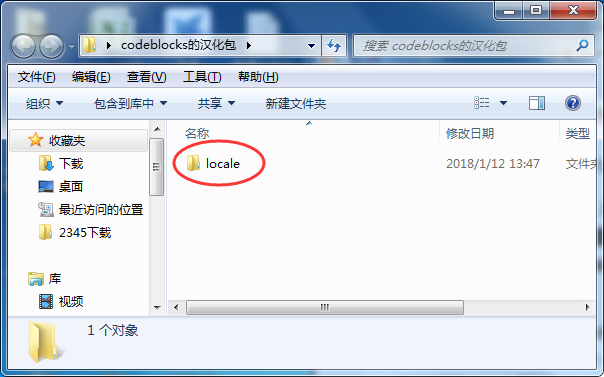 codeblocks的汉化包
搜索 codeblocks的汉化包
文件(F) 编辑(E) 查看(V) 工具(T) 帮助(H)
组织 包含到库中 共享 新建文件夹
名称 修改日期 类型
收藏夹
下载
桌面
最近访问的位置
2345下载
库
视频
locale 2018/1/12 13:47 文件夹
1 个对象